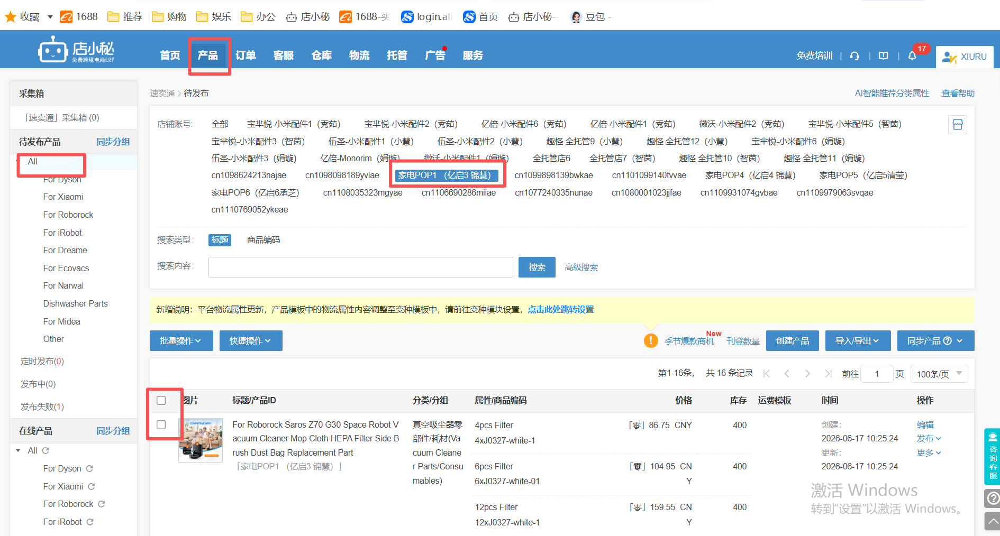 收藏 1688 推荐 购物 娱乐 办公 店小秘 1688-买 login.ali 首页 店小秘-- 豆包 -
店小秘
免费跨境电商ERP
首页 产品 订单 客服 仓库 物流 托管 广告 服务
免费培训 17 XIURU
采集箱
「速卖通」采集箱 (0)
待发布产品 同步分组
All
For Dyson
For Xiaomi
For Roborock
For iRobot
For Dreame
For Ecovacs
For Narwal
Dishwasher Parts
For Midea
Other
定时发布(0)
发布中(0)
发布失败(1)
在线产品 同步分组
All
For Dyson
For Xiaomi
For Roborock
For iRobot
速卖通 > 待发布
AI智能推荐分类属性 查看帮助
店铺账号: 全部 宝芈悦-小米配件1（秀茹） 宝芈悦-小米配件2（秀茹） 亿倍-小米配件6（秀茹） 亿倍-小米配件1（秀茹） 微沃-小米配件2（秀茹） 宝芈悦-小米配件5（智茵）
宝芈悦-小米配件3（智茵） 伍圣-小米配件1（小慧） 伍圣-小米配件2（小慧） 趣怪 全托管9（小慧） 趣怪 全托管12（小慧） 宝芈悦-小米配件6（娟璇）
伍圣-小米配件3（娟璇） 亿倍-Monorim（娟璇） 微沃-小米配件1（娟璇） 全托管店6 全托管店7（智茵） 趣怪 全托管10（智茵） 趣怪 全托管11（娟璇）
cn1098624213najae cn1098098189yvlae 家电POP1 （亿启3 锦慧） cn1099898139bwkae cn1101099140fvvae 家电POP4（亿启4 锦慧） 家电POP5（亿启5清莹）
家电POP6（亿启6承芝） cn1108035323mgyae cn1106690286miiae cn1077240335nunae cn1080001023jjfae cn1109931074gvbae cn1109979063svqae
cn1110769052ykeae
搜索类型: 标题 商品编码
搜索内容: 搜索 高级搜索
新增说明：平台物流属性更新，产品模板中的物流属性内容调整至变种模板中，请前往变种模块设置，点击此处跳转设置
批量操作 快捷操作 季节爆款商机 New 刊登数量 创建产品 导入/导出 同步产品
第1-16条， 共 16 条记录 前往 1 页 100条/页
图片 标题/产品ID 分类/分组 属性/商品编码 价格 库存 运费模板 时间 操作
COMPATIBLE WITH
For Roborock Saros Z70 G30 Space Robot V
acuum Cleaner Mop Cloth HEPA Filter Side B
rush Dust Bag Replacement Part
「家电POP1 （亿启3 锦慧）」
真空吸尘器零
部件/耗材(Va
cuum Cleane
r Parts/Consu
mables)
4pcs Filter 「零」86.75 CNY 400
4xJ0327-white-1
6pcs Filter 「零」104.95 CN 400
6xJ0327-white-01 Y
12pcs Filter 「零」159.55 CN 400
12xJ0327-white-1 Y
创建:
2026-06-17 10:25:24
更新:
2026-06-17 10:25:24
编辑
发布
更多
咨询客服
激活 Windows
转到“设置”以激活 Windows。